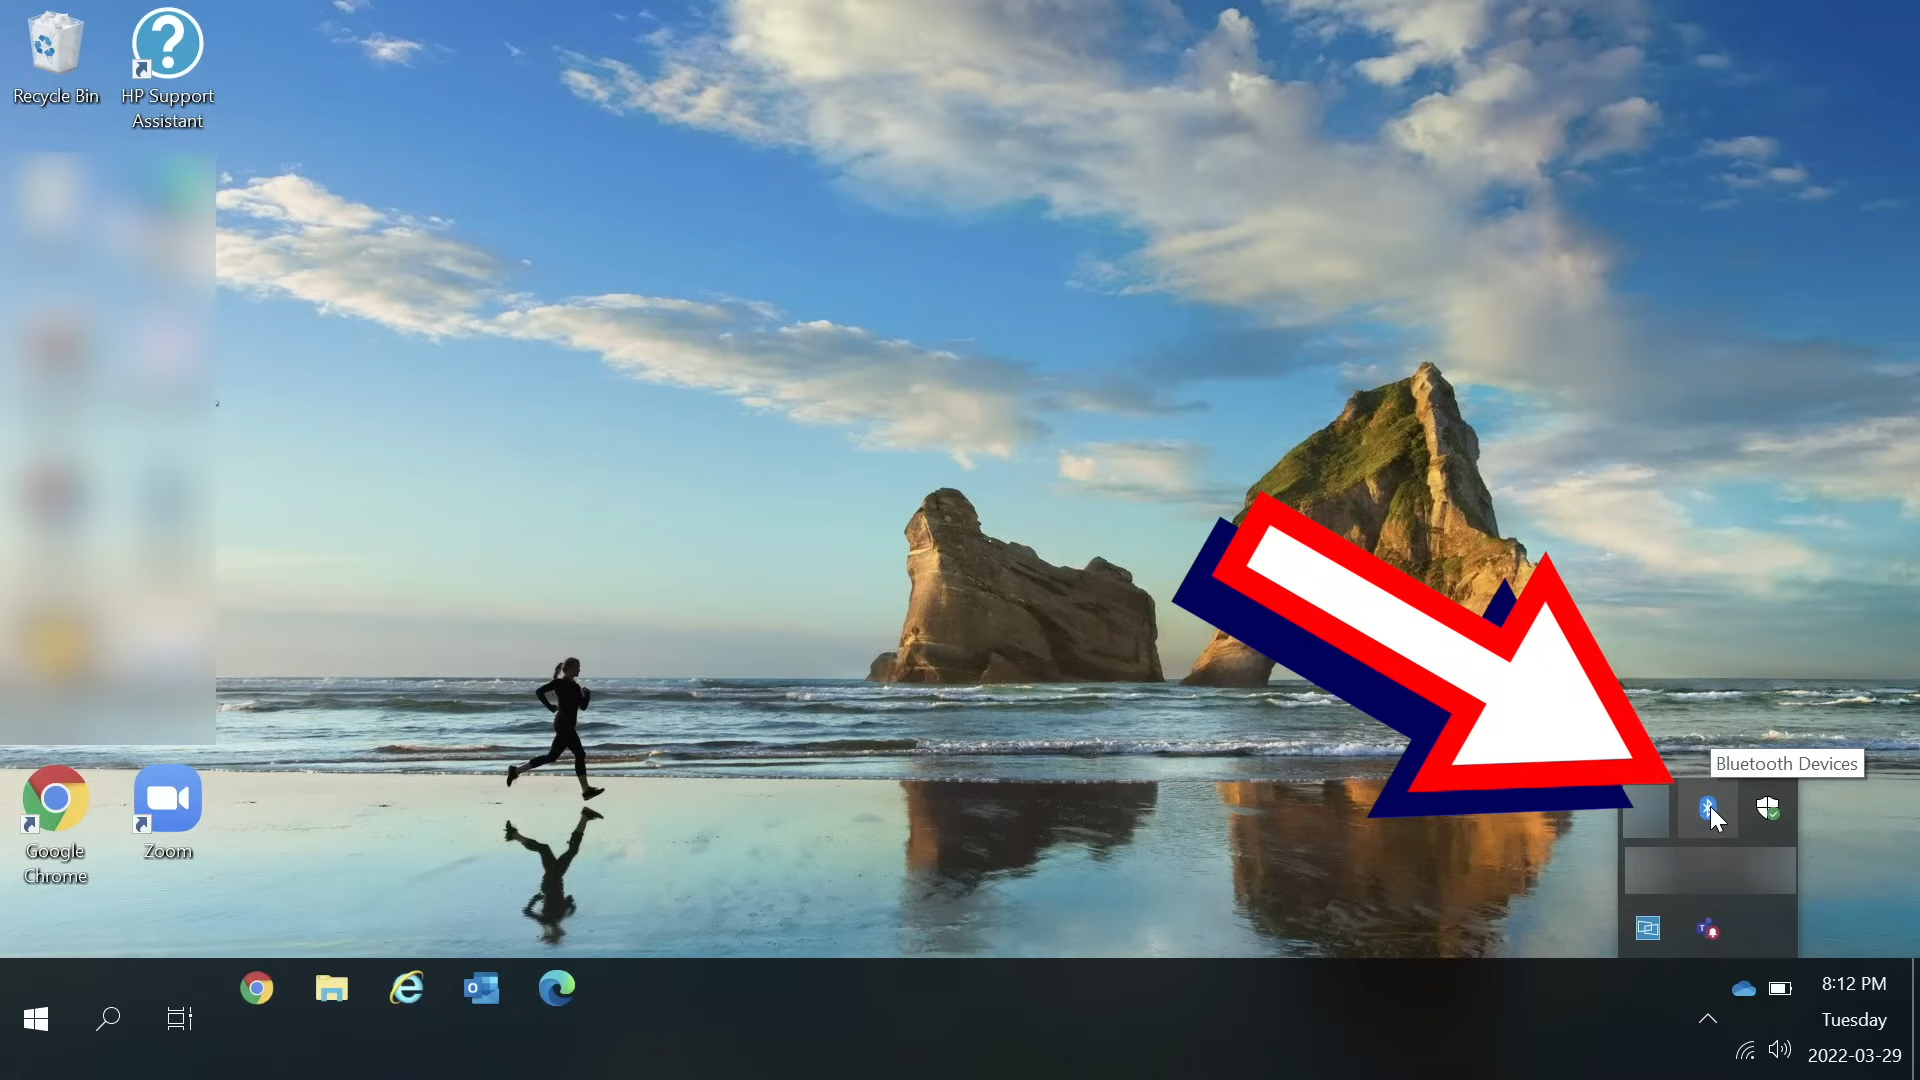 Recycle Bin
HP Support
Assistant
Google
Chrome
Zoom
Bluetooth Devices
8:12 PM
Tuesday
2022-03-29